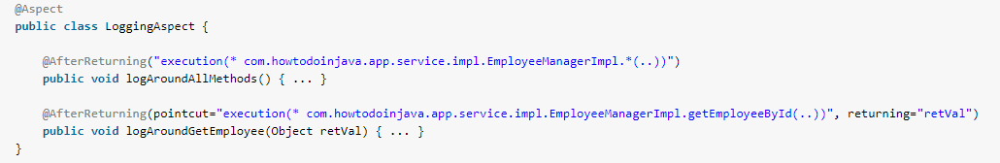 @Aspect
public class LoggingAspect {
@AfterReturning("execution(* com.howtodoinjava.app.service.impl.EmployeeManagerImpl.*(..))")
public void logAroundAllMethods() { ... }
@AfterReturning(pointcut="execution(* com.howtodoinjava.app.service.impl.EmployeeManagerImpl.getEmployeeById(..))", returning="retVal")
public void logAroundGetEmployee(Object retVal) { ... }
}